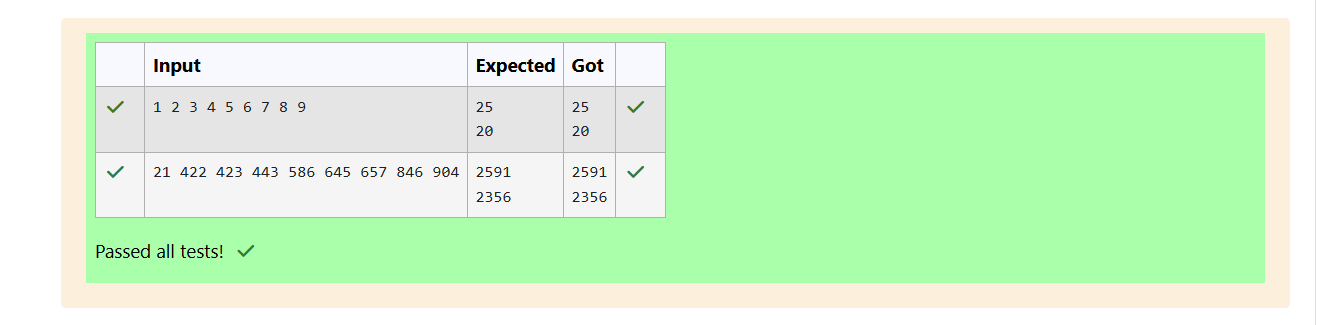 Input Expected Got
1 2 3 4 5 6 7 8 9 25 25
20 20
21 422 423 443 586 645 657 846 904 2591 2591
2356 2356
Passed all tests!